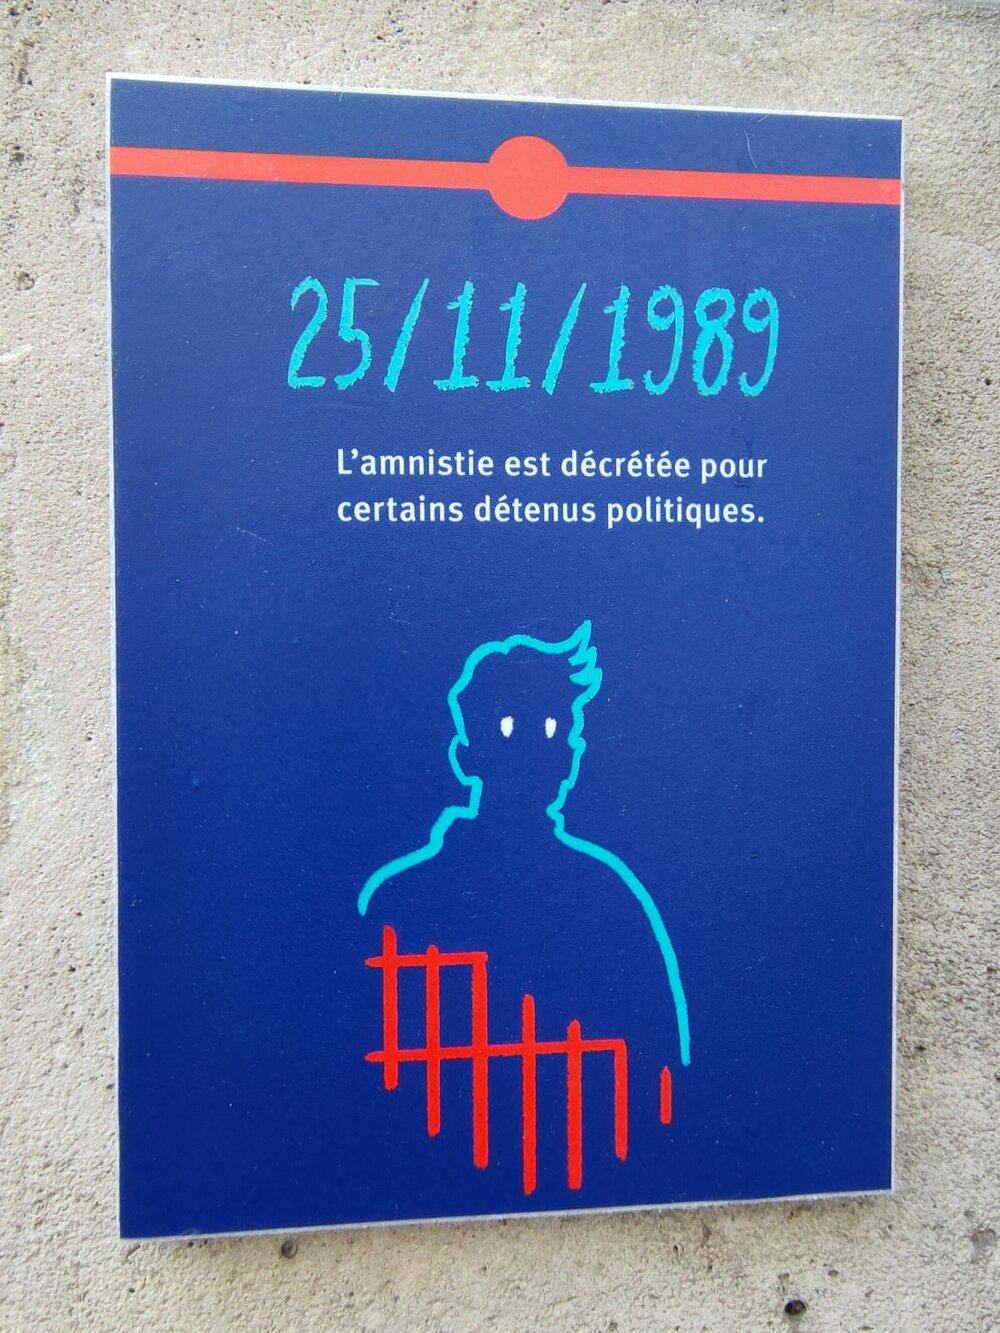 25/11/1989
L’amnistie est décrétée pour
certains détenus politiques.